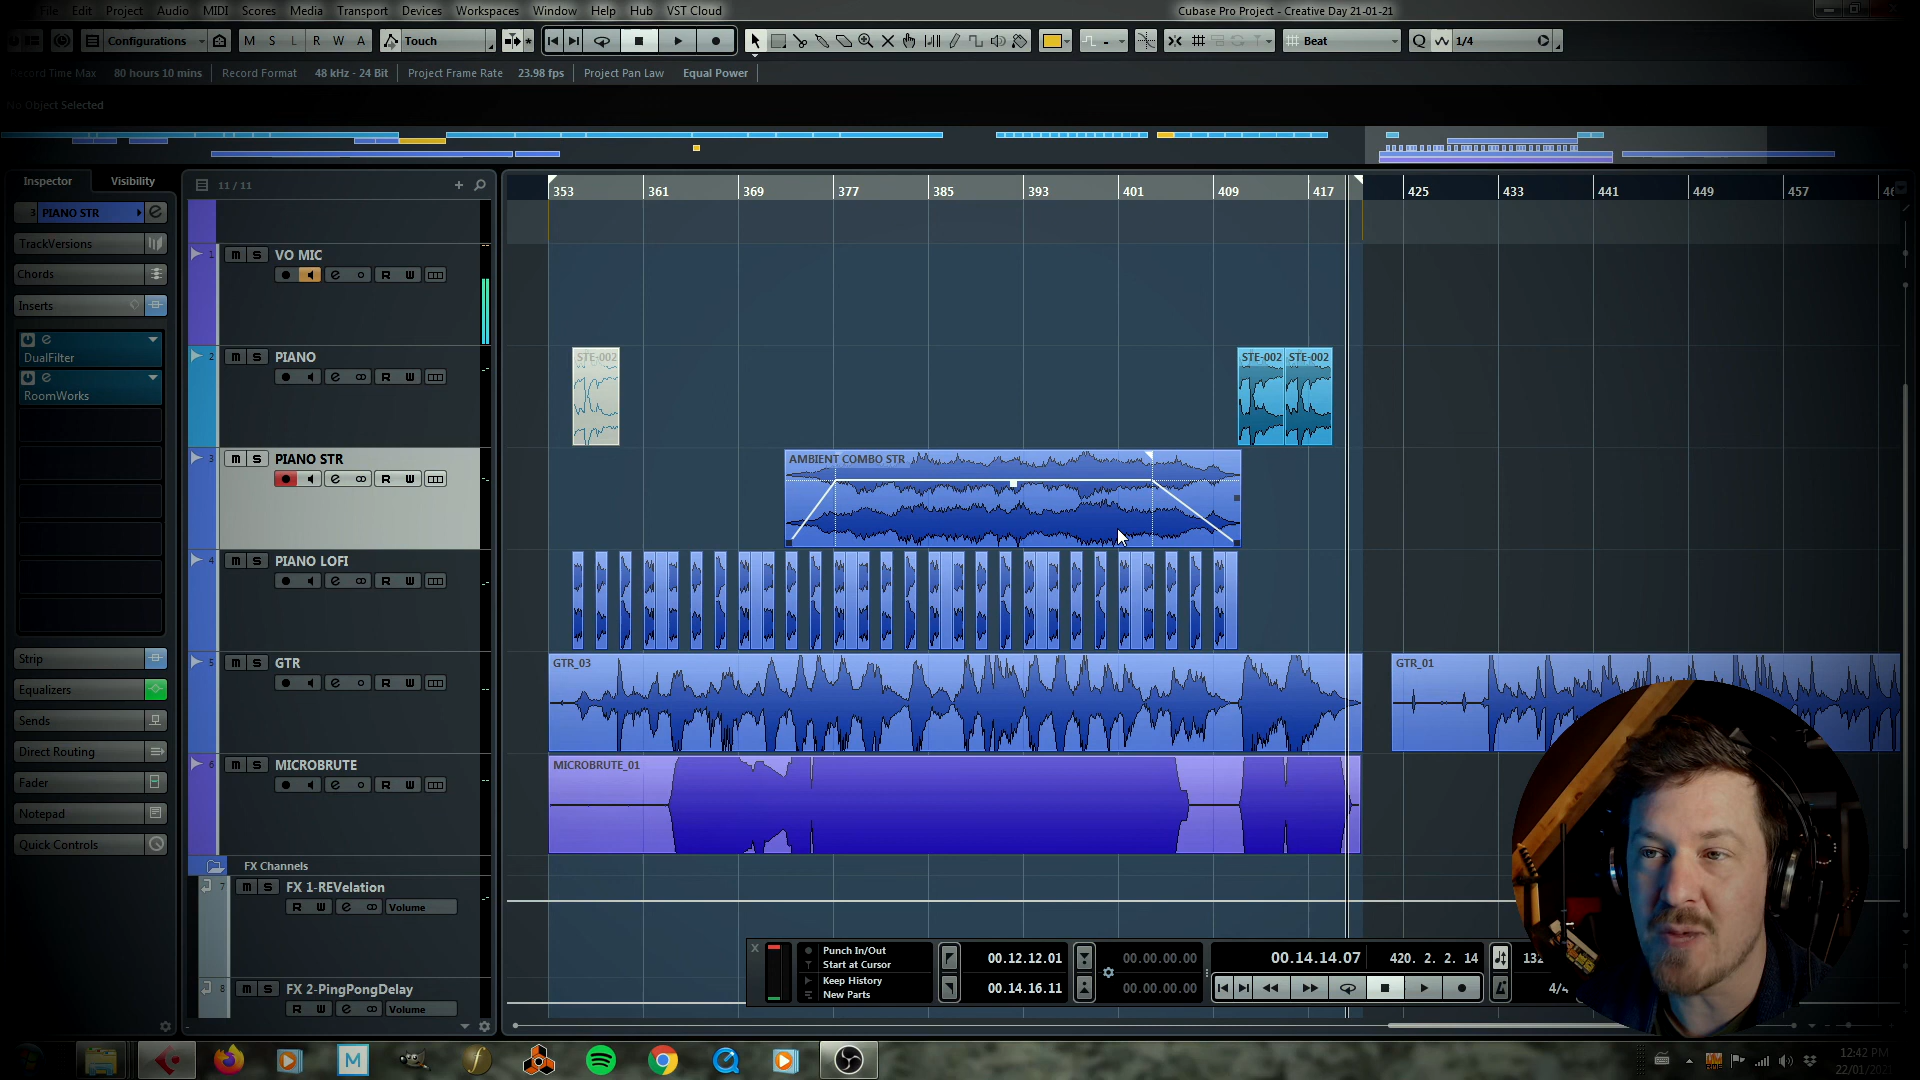 File Edit Project Audio MIDI Scores Media Transport Devices Workspaces Window Help Hub VST Cloud
Cubase Pro Project - Creative Day 21-01-21
Configurations M S L R W A Touch Beat Q 1/4
Record Time Max 80 hours 10 mins Record Format 48 kHz - 24 Bit Project Frame Rate 23.98 fps Project Pan Law Equal Power
No Object Selected
Inspector Visibility 11 / 11
353 361 369 377 385 393 401 409 417 425 433 441 449 457
3 PIANO STR
TrackVersions
Chords
Inserts
DualFilter
RoomWorks
Strip
Equalizers
Sends
Direct Routing
Fader
Notepad
Quick Controls
1 m S VO MIC
R W
2 m S PIANO
R W
STE-002 STE-002 STE-002
3 m S PIANO STR
R W
AMBIENT COMBO STR
4 m S PIANO LOFI
R W
5 m S GTR
R W
GTR_03 GTR_01
6 m S MICROBRUTE
R W
MICROBRUTE_01
FX Channels
7 m S FX 1-REVelation
R W Volume
8 m S FX 2-PingPongDelay
R W Volume
X
Punch In/Out
Start at Cursor
Keep History
New Parts
00.12.12.01
00.14.16.11
00.00.00.00
00.00.00.00
00.14.14.07 420. 2. 2. 14
132
4/4
M
12:42 PM